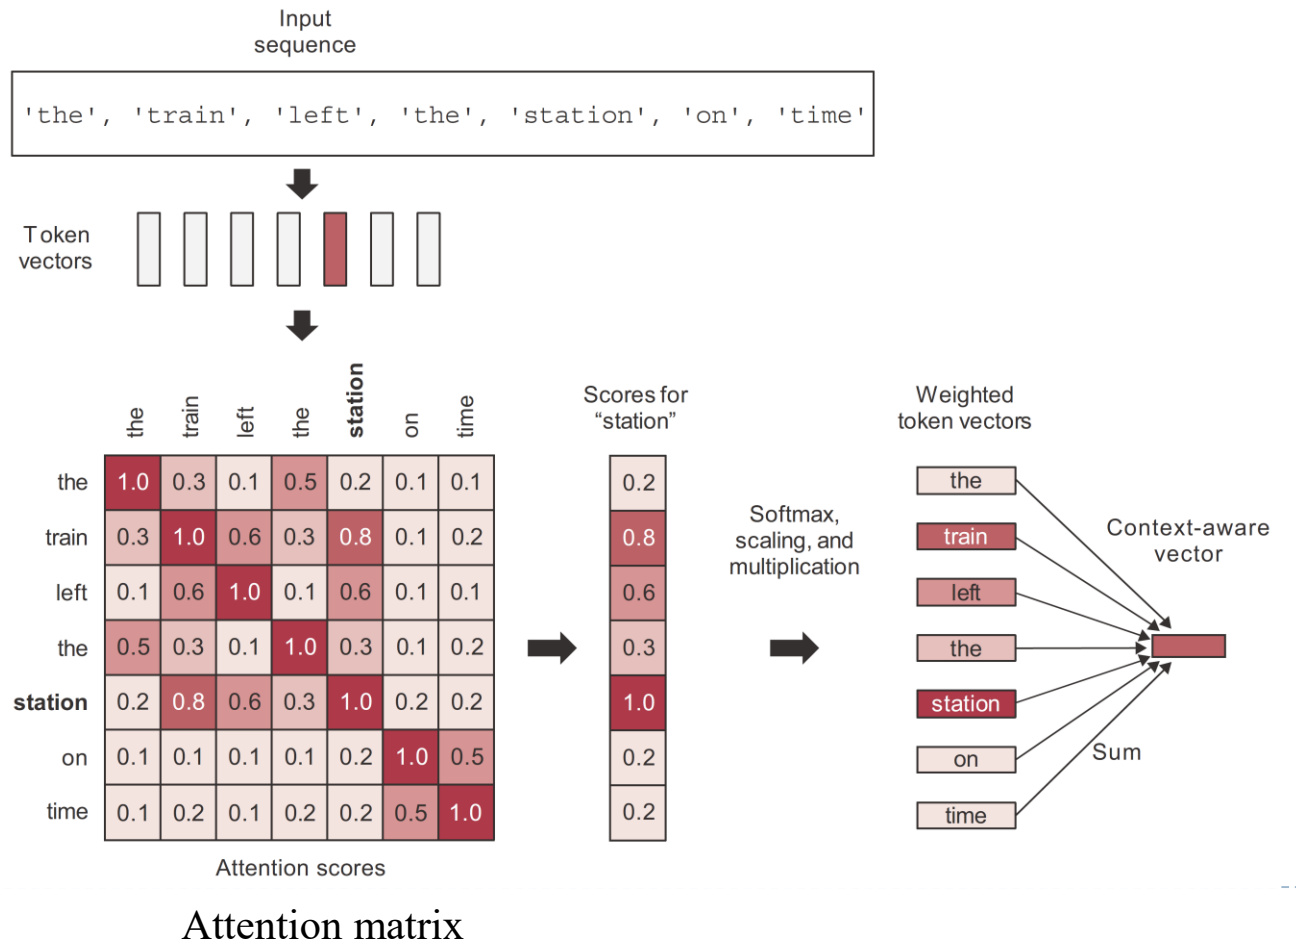 Input
sequence
'the', 'train', 'left', 'the', 'station', 'on', 'time'
Token
vectors
the train left the station on time
the 1.0 0.3 0.1 0.5 0.2 0.1 0.1
train 0.3 1.0 0.6 0.3 0.8 0.1 0.2
left 0.1 0.6 1.0 0.1 0.6 0.1 0.1
the 0.5 0.3 0.1 1.0 0.3 0.1 0.2
station 0.2 0.8 0.6 0.3 1.0 0.2 0.2
on 0.1 0.1 0.1 0.1 0.2 1.0 0.5
time 0.1 0.2 0.1 0.2 0.2 0.5 1.0
Attention scores
Scores for
“station”
0.2
0.8
0.6
0.3
1.0
0.2
0.2
Softmax,
scaling, and
multiplication
Weighted
token vectors
the
train
left
the
station
on
time
Context-aware
vector
Sum
Attention matrix